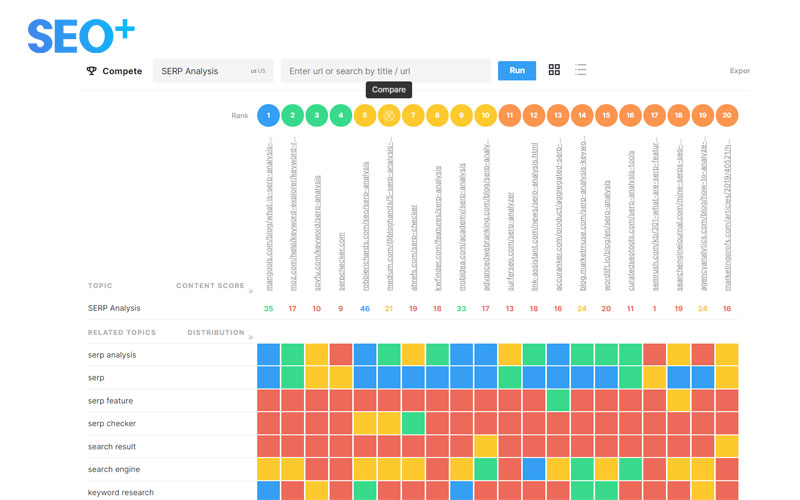 SEO+
Compete
SERP Analysis
us US
Enter url or search by title / url
Run
Expor
Compare
Rank
1 2 3 4 5 7 8 9 10 11 12 13 14 15 16 17 18 19 20
mangools.com/blog/what-is-serp-analysis-...
moz.com/help/keyword-explorer/keyword-r...
spyfu.com/keyword/serp-analysis
serpchecker.com
robbierichards.com/seo/serp-analysis
medium.com/@bloghands/5-serp-analysis-...
ahrefs.com/serp-checker
kwfinder.com/features/serp-analysis
mobidea.com/academy/serp-analysis
advancedwebranking.com/blog/serp-analy...
surferseo.com/serp-analyzer
link-assistant.com/news/serp-analysis.html
accuranker.com/product/aggregated-serp-...
blog.marketmuse.com/serp-analysis-keywo...
wordlift.io/blog/en/serp-analysis
curatedseotools.com/serp-analysis-tools
semrush.com/kb/301-what-are-serp-featur...
searchenginejournal.com/mine-serps-seo-...
agencyanalytics.com/blog/how-to-analyze-...
marketingprofs.com/articles/2019/40521/h...
TOPIC CONTENT SCORE
SERP Analysis 35 17 10 9 46 21 19 18 33 17 13 18 16 24 20 11 1 19 24 16
RELATED TOPICS DISTRIBUTION
serp analysis
serp
serp feature
serp checker
search result
search engine
keyword research